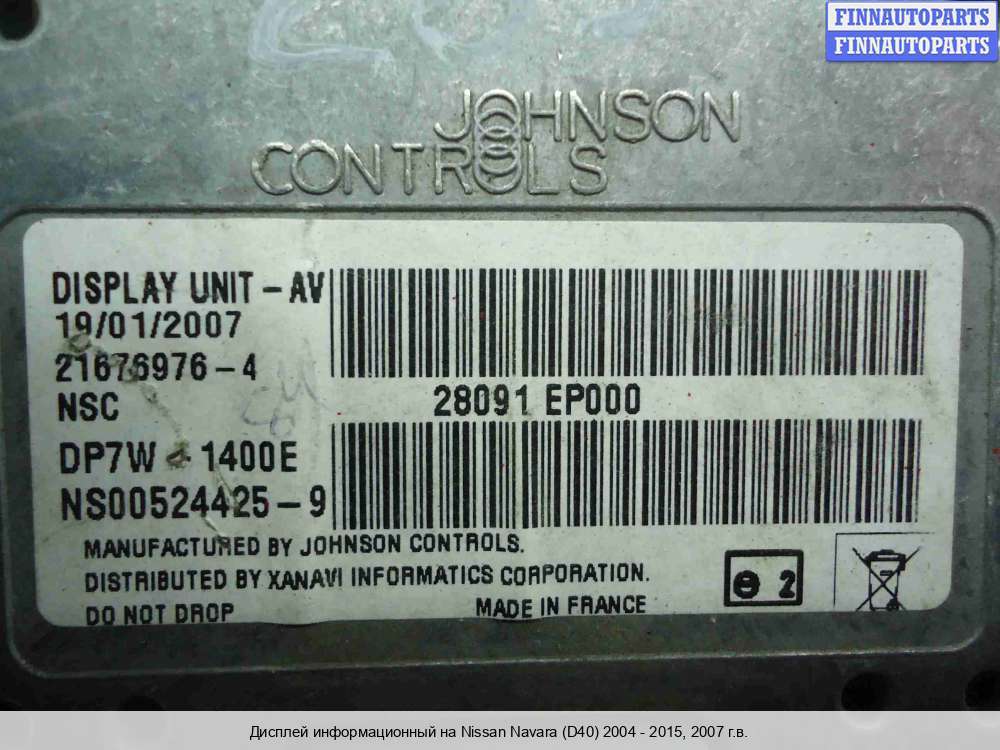 FINNAUTOPARTS
FINNAUTOPARTS
JOHNSON
CONTROLS
DISPLAY UNIT - AV
19/01/2007
21676976-4
NSC
28091 EP000
DP7W - 1400E
NS00524425-9
MANUFACTURED BY JOHNSON CONTROLS.
DISTRIBUTED BY XANAVI INFORMATICS CORPORATION.
DO NOT DROP
MADE IN FRANCE
2
Дисплей информационный на Nissan Navara (D40) 2004 - 2015, 2007 г.в.